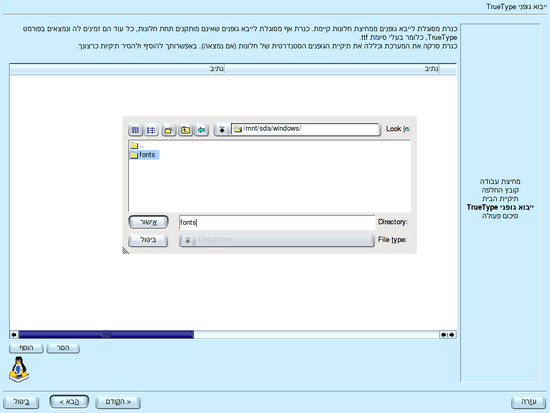 ייבוא גופני TrueType
כנרת מסוגלת לייבא גופנים ממחיצת חלונות קיימת. כנרת אף מסוגלת לייבא גופנים שאינם מותקנים תחת חלונות, כל עוד הם זמינים לה ונמצאים בפורמט
TrueType, כלומר בעלי סיומת ttf.
כנרת סרקה את המערכת וכללה את תיקיית הגופנים הסטנדרטית של חלונות (אם נמצאה). באפשרותך להוסיף ולהסיר תיקיות כרצונך.
נתיב
נתיב
Look in:
/mnt/sda/windows/
..
fonts
Directory:
fonts
אישור
File type:
Directories
ביטול
מחיצת עבודה
קובץ החלפה
תיקיית הבית
ייבוא גופני TrueType
סיכום פעולה
הסר
הוסף
עזרה
< הקודם
הבא >
ביטול